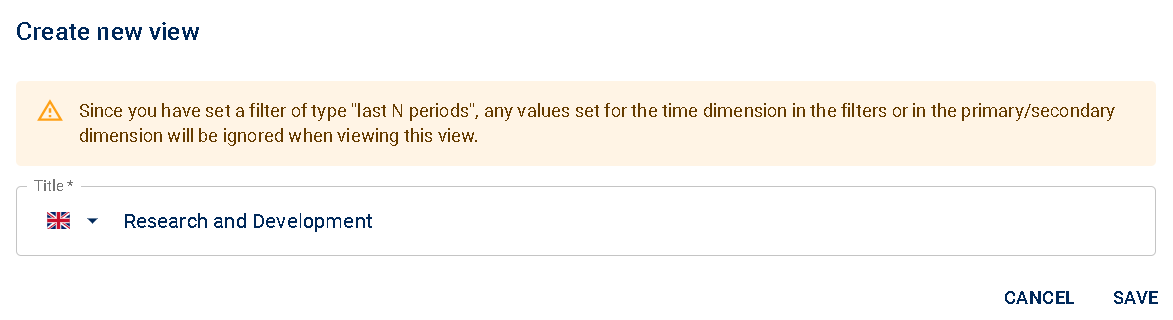 Create new view
Since you have set a filter of type "last N periods", any values set for the time dimension in the filters or in the primary/secondary
dimension will be ignored when viewing this view.
Title *
Research and Development
CANCEL SAVE